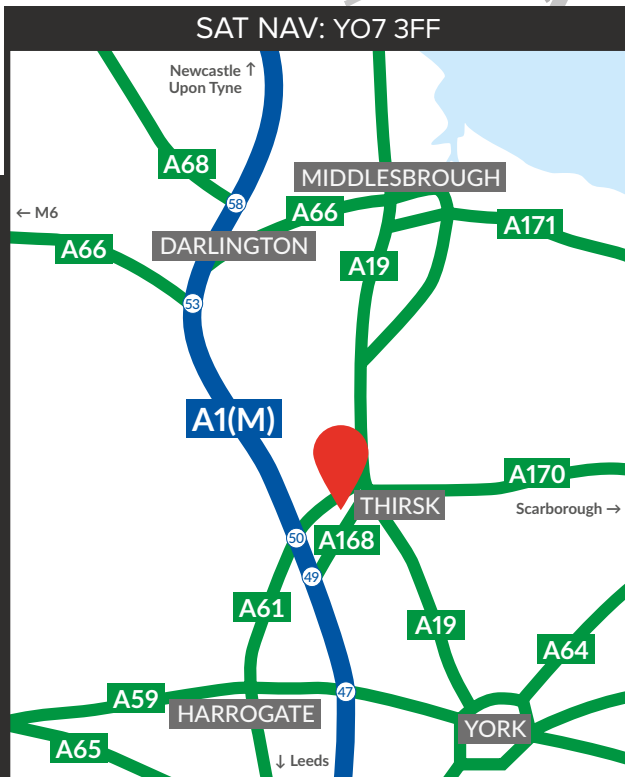 SAT NAV: YO7 3FF
Newcastle ↑
Upon Tyne
A68
MIDDLESBROUGH
58
← M6
A66
A171
DARLINGTON
A66
A19
53
A1(M)
A170
THIRSK
Scarborough →
50
A168
49
A61
A19
A64
47
A59
HARROGATE
YORK
A65
↓ Leeds